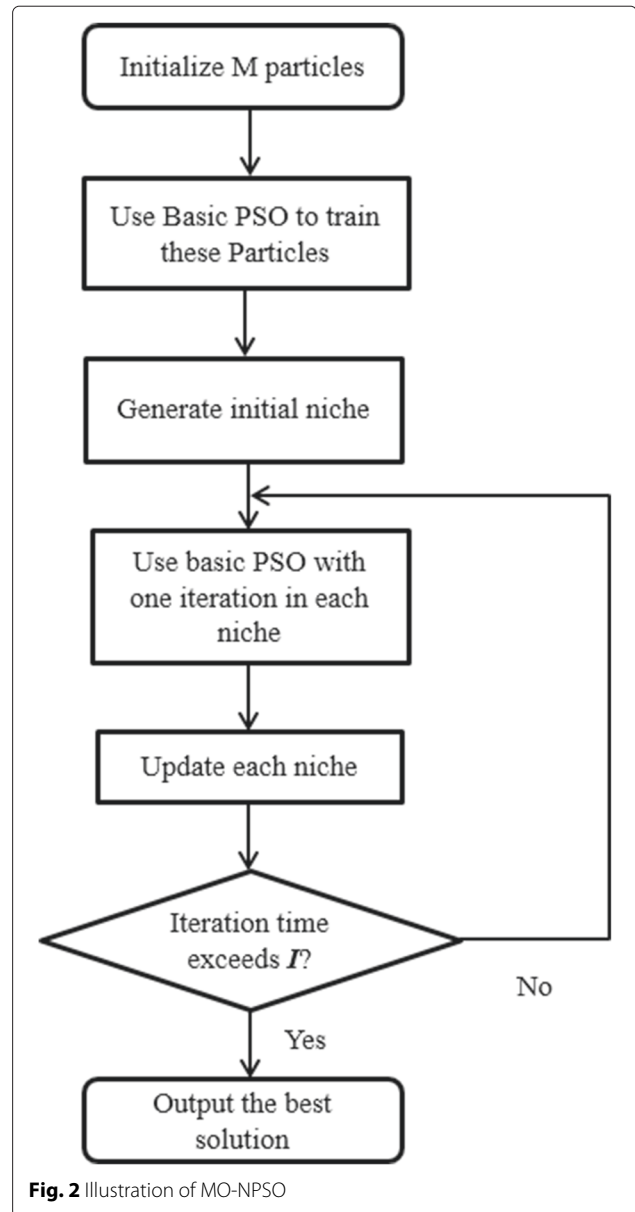 Initialize M particles
Use Basic PSO to train
these Particles
Generate initial niche
Use basic PSO with
one iteration in each
niche
Update each niche
Iteration time
exceeds I?
No
Yes
Output the best
solution
Fig. 2 Illustration of MO-NPSO